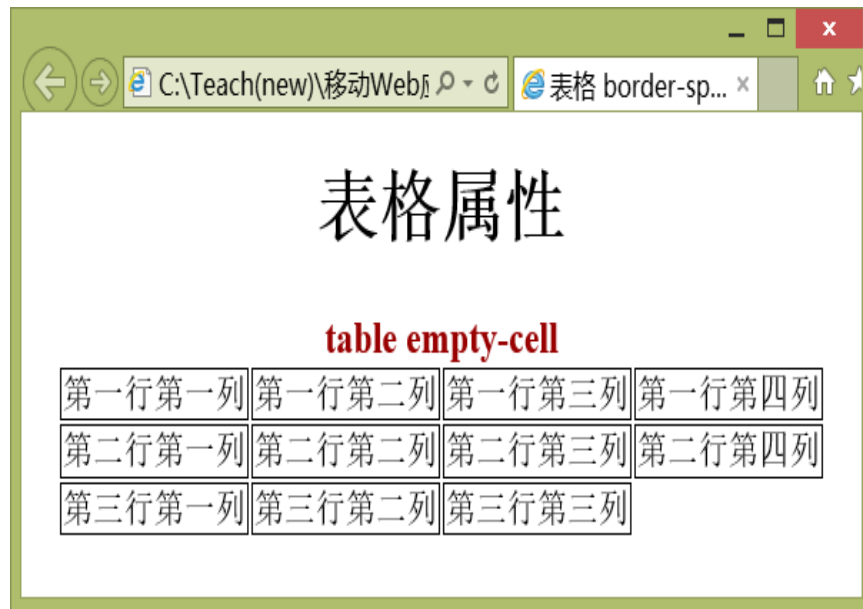 C:\Teach(new)\移动Web
表格 border-sp...
表格属性
table empty-cell
第一行第一列 第一行第二列 第一行第三列 第一行第四列
第二行第一列 第二行第二列 第二行第三列 第二行第四列
第三行第一列 第三行第二列 第三行第三列